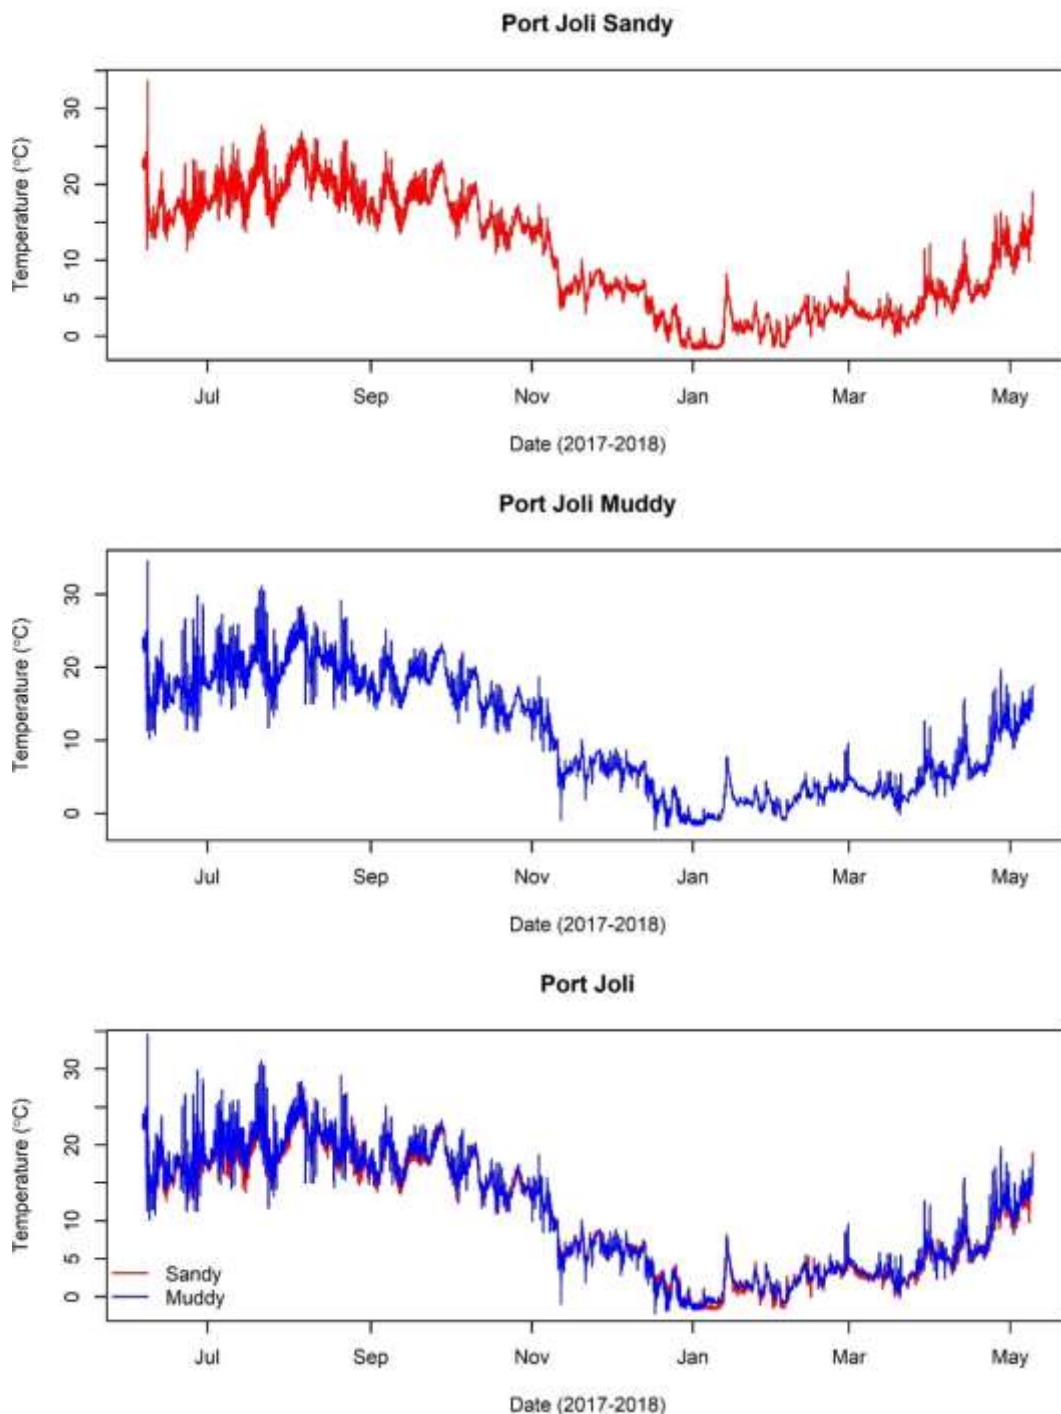 Port Joli Sandy
Temperature (°C)
30
20
10
5
0
Jul Sep Nov Jan Mar May
Date (2017-2018)
Port Joli Muddy
Temperature (°C)
30
20
10
0
Jul Sep Nov Jan Mar May
Date (2017-2018)
Port Joli
Temperature (°C)
30
20
10
5
0
Sandy
Muddy
Jul Sep Nov Jan Mar May
Date (2017-2018)